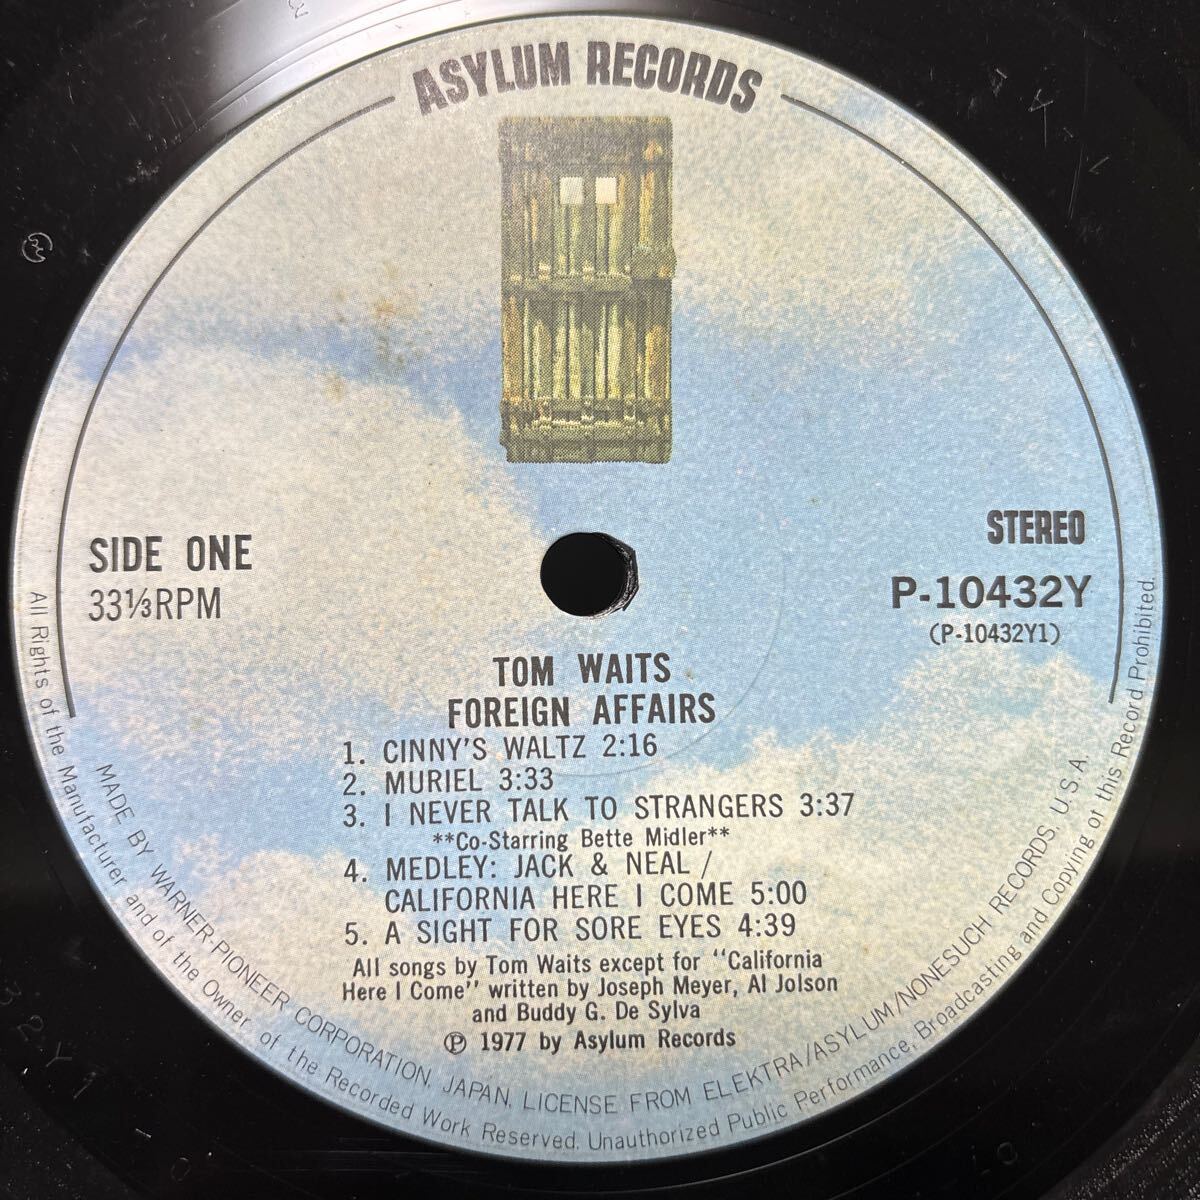 ASYLUM RECORDS
STEREO
SIDE ONE
33⅓RPM
P-10432Y
(P-10432Y1)
TOM WAITS
FOREIGN AFFAIRS
1. CINNY'S WALTZ 2:16
2. MURIEL 3:33
3. I NEVER TALK TO STRANGERS 3:37
**Co-Starring Bette Midler**
4. MEDLEY: JACK & NEAL /
CALIFORNIA HERE I COME 5:00
5. A SIGHT FOR SORE EYES 4:39
All songs by Tom Waits except for "California
Here I Come" written by Joseph Meyer, Al Jolson
and Buddy G. De Sylva
Ⓟ 1977 by Asylum Records
MADE BY WARNER-PIONEER CORPORATION, JAPAN, LICENSE FROM ELEKTRA/ASYLUM/NONESUCH RECORDS, U.S.A.
All Rights of the Manufacturer and of the Owner of the Recorded Work Reserved. Unauthorized Public Performance, Broadcasting and Copying of this Record Prohibited.